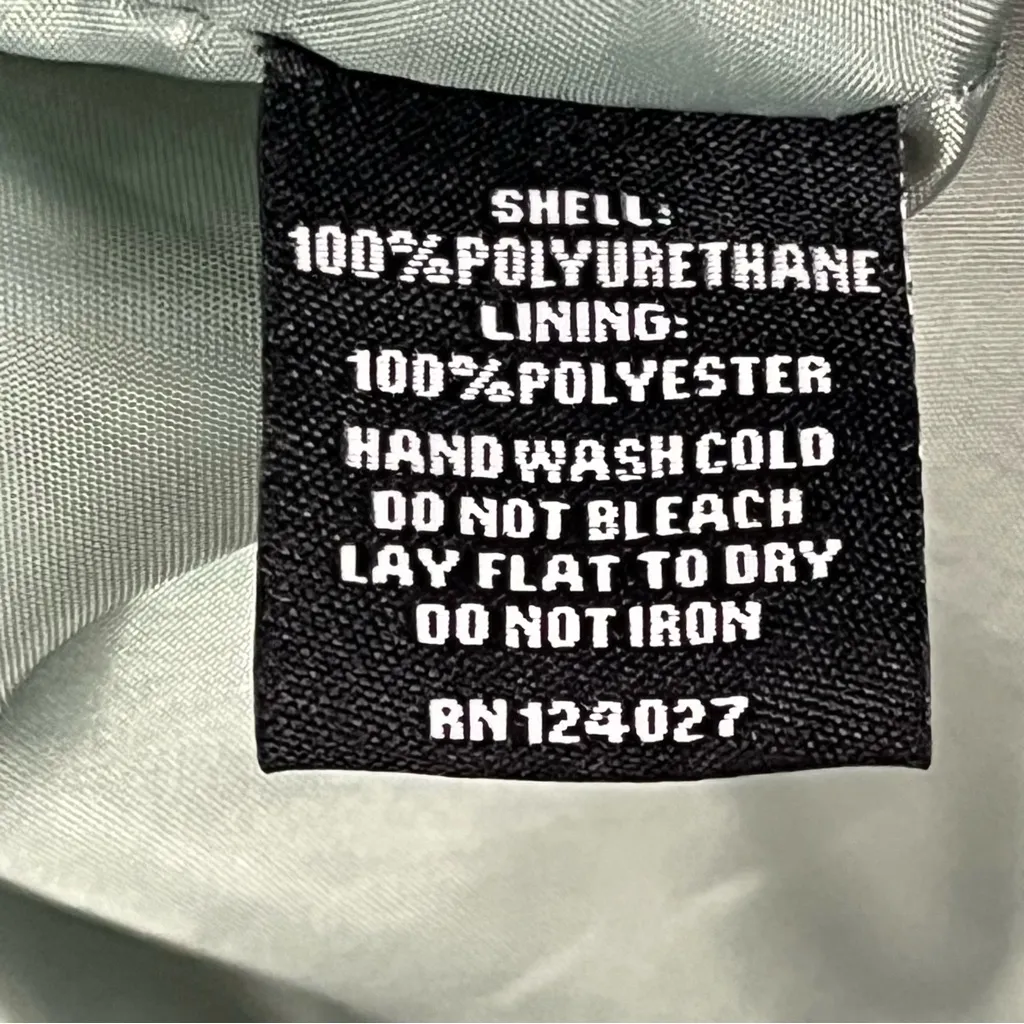 SHELL:
100%POLYURETHANE
LINING:
100%POLYESTER
HAND WASH COLD
DO NOT BLEACH
LAY FLAT TO DRY
DO NOT IRON
RN 124027